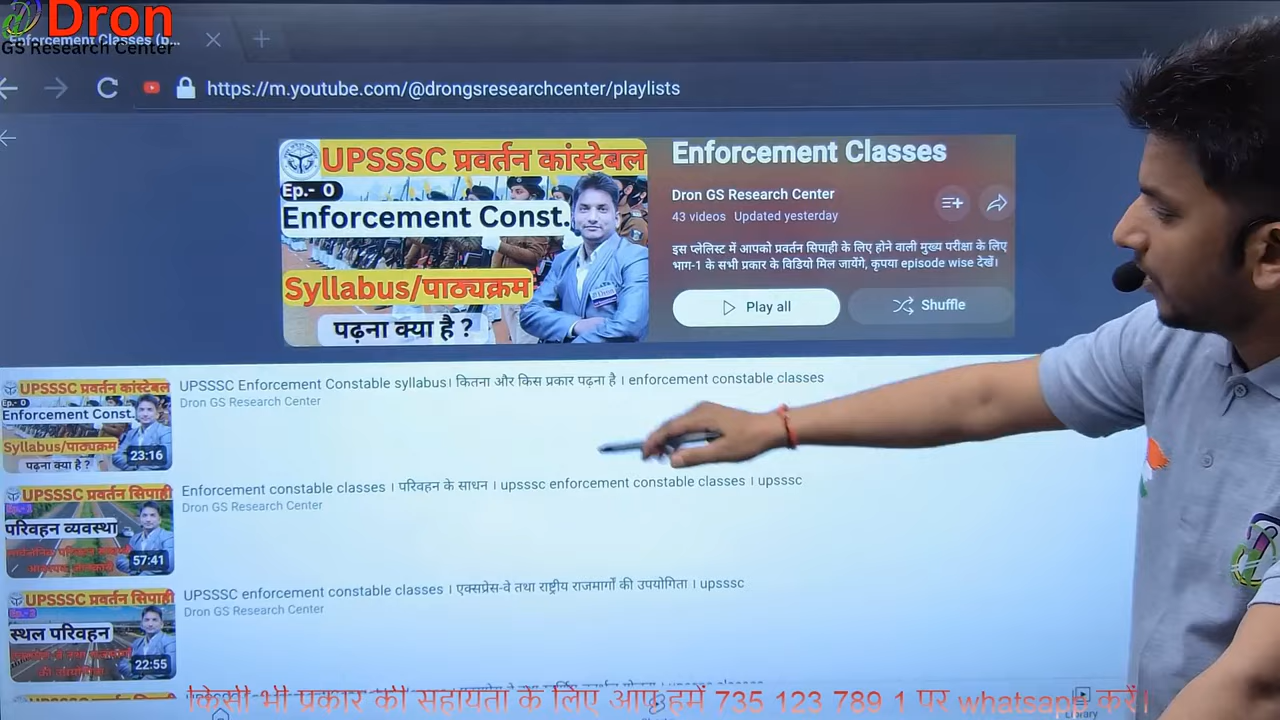 Dron
GS Research Center
Enforcement Classes (p...
https://m.youtube.com/@drongsresearchcenter/playlists
UPSSSC प्रवर्तन कांस्टेबल
Ep.- 0
Enforcement Const.
Syllabus/पाठ्यक्रम
पढ़ना क्या है ?
Enforcement Classes
Dron GS Research Center
43 videos Updated yesterday
इस प्लेलिस्ट में आपको प्रवर्तन सिपाही के लिए होने वाली मुख्य परीक्षा के लिए
भाग-1 के सभी प्रकार के विडियो मिल जायेंगे, कृपया episode wise देखें।
Play all
Shuffle
UPSSSC प्रवर्तन कांस्टेबल
Ep.- 0
Enforcement Const.
Syllabus/पाठ्यक्रम
पढ़ना क्या है ?
23:16
UPSSSC Enforcement Constable syllabus। कितना और किस प्रकार पढ़ना है । enforcement constable classes
Dron GS Research Center
UPSSSC प्रवर्तन सिपाही
परिवहन व्यवस्था
57:41
Enforcement constable classes । परिवहन के साधन । upsssc enforcement constable classes । upsssc
Dron GS Research Center
UPSSSC प्रवर्तन सिपाही
स्थल परिवहन
22:55
UPSSSC enforcement constable classes । एक्सप्रेस-वे तथा राष्ट्रीय राजमार्गों की उपयोगिता । upsssc
Dron GS Research Center
किसी भी प्रकार की सहायता के लिए आप हमें 735 123 789 1 पर whatsapp करें।
Library